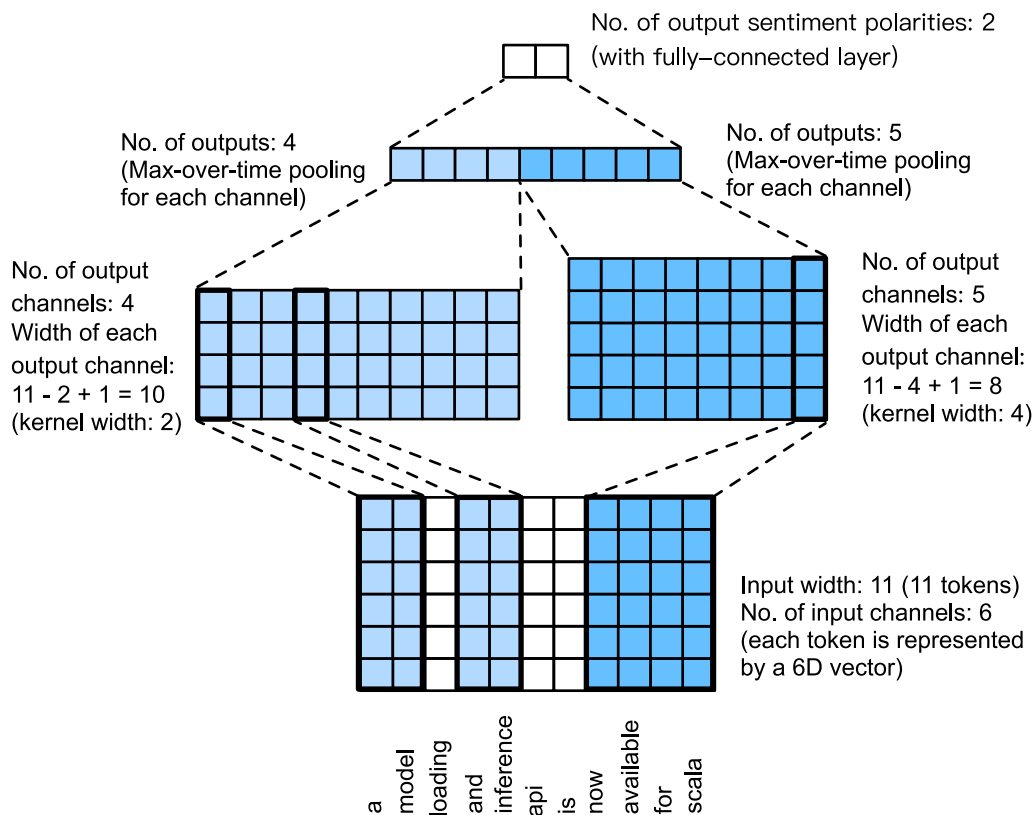 No. of output sentiment polarities: 2
(with fully–connected layer)
No. of outputs: 4
(Max-over-time pooling
for each channel)
No. of outputs: 5
(Max-over-time pooling
for each channel)
No. of output
channels: 4
Width of each
output channel:
11 - 2 + 1 = 10
(kernel width: 2)
No. of output
channels: 5
Width of each
output channel:
11 - 4 + 1 = 8
(kernel width: 4)
Input width: 11 (11 tokens)
No. of input channels: 6
(each token is represented
by a 6D vector)
a
model
loading
and
inference
api
is
now
available
for
scala